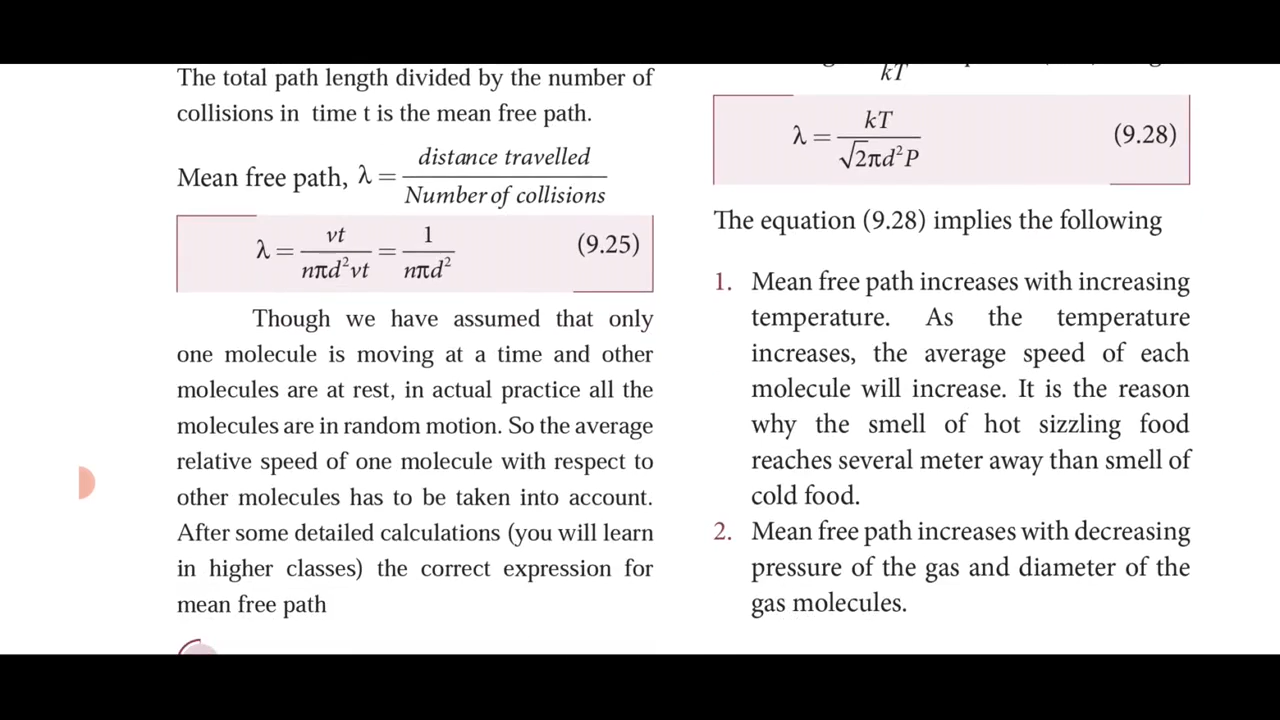 The total path length divided by the number of
collisions in time t is the mean free path.
Mean free path, λ = distance travelled / Number of collisions
λ = vt / nπd²vt = 1 / nπd² (9.25)
Though we have assumed that only
one molecule is moving at a time and other
molecules are at rest, in actual practice all the
molecules are in random motion. So the average
relative speed of one molecule with respect to
other molecules has to be taken into account.
After some detailed calculations (you will learn
in higher classes) the correct expression for
mean free path
kT
λ = kT / √2πd²P (9.28)
The equation (9.28) implies the following
1. Mean free path increases with increasing
temperature. As the temperature
increases, the average speed of each
molecule will increase. It is the reason
why the smell of hot sizzling food
reaches several meter away than smell of
cold food.
2. Mean free path increases with decreasing
pressure of the gas and diameter of the
gas molecules.